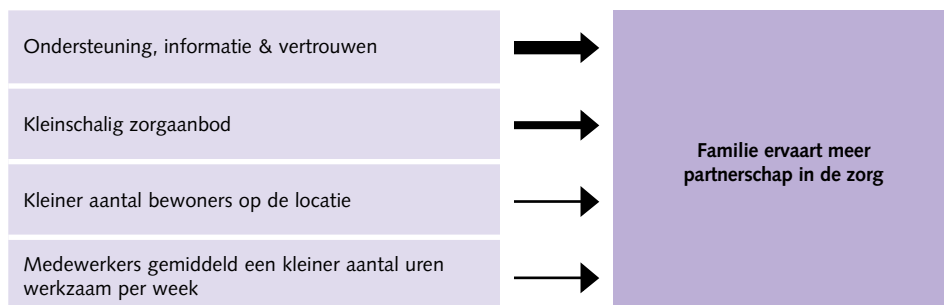 Ondersteuning, informatie & vertrouwen
Kleinschalig zorgaanbod
Kleiner aantal bewoners op de locatie
Medewerkers gemiddeld een kleiner aantal uren
werkzaam per week
Familie ervaart meer
partnerschap in de zorg